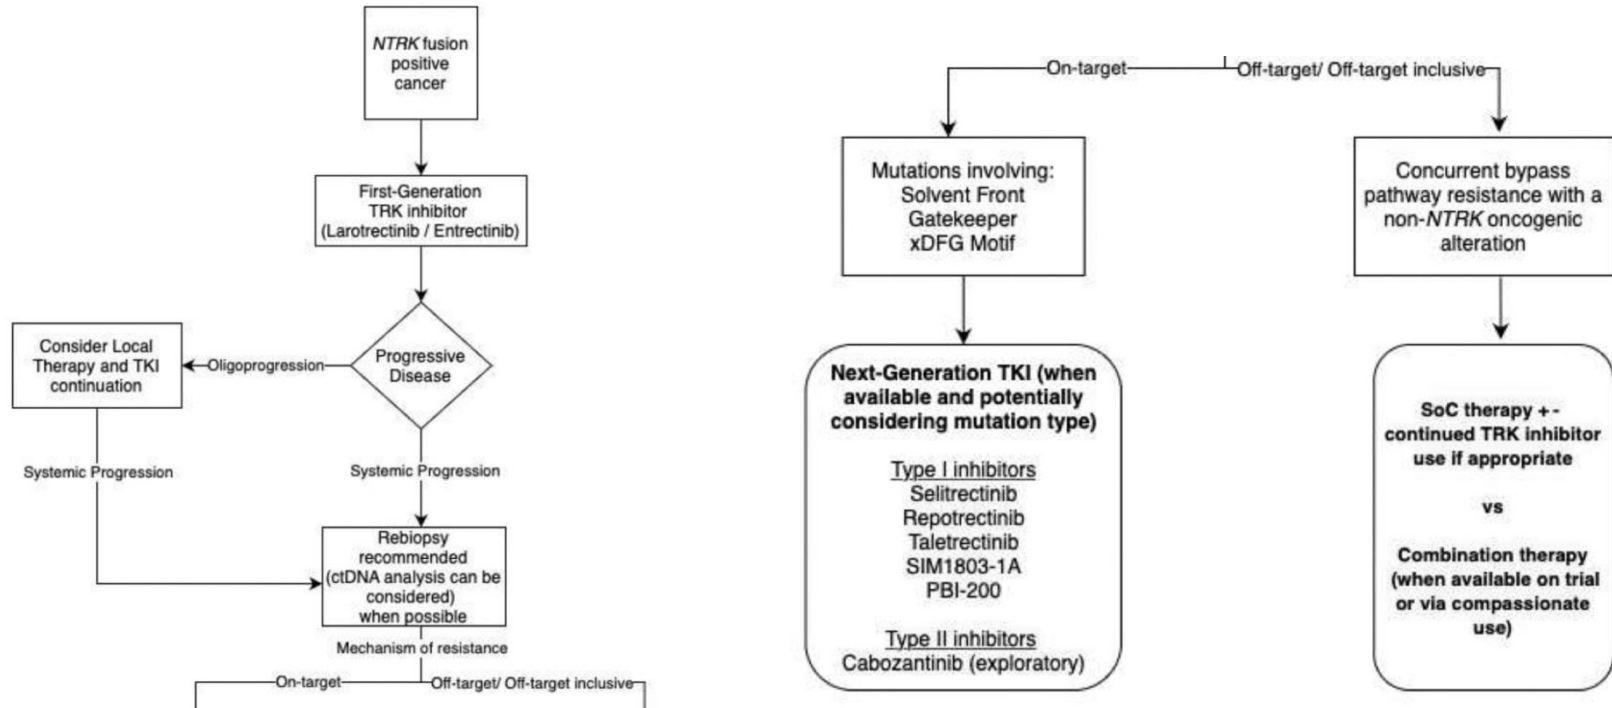 NTRK fusion
positive
cancer
First-Generation
TRK inhibitor
(Larotrectinib / Entrectinib)
Progressive
Disease
Oligoprogression
Consider Local
Therapy and TKI
continuation
Systemic Progression
Systemic Progression
Rebiopsy
recommended
(ctDNA analysis can be
considered)
when possible
Mechanism of resistance
On-target
Off-target/ Off-target inclusive
On-target
Off-target/ Off-target inclusive
Mutations involving:
Solvent Front
Gatekeeper
xDFG Motif
Next-Generation TKI (when
available and potentially
considering mutation type)
Type I inhibitors
Selitrectinib
Repotrectinib
Taletrectinib
SIM1803-1A
PBI-200
Type II inhibitors
Cabozantinib (exploratory)
Concurrent bypass
pathway resistance with a
non-NTRK oncogenic
alteration
SoC therapy +-
continued TRK inhibitor
use if appropriate
vs
Combination therapy
(when available on trial
or via compassionate
use)